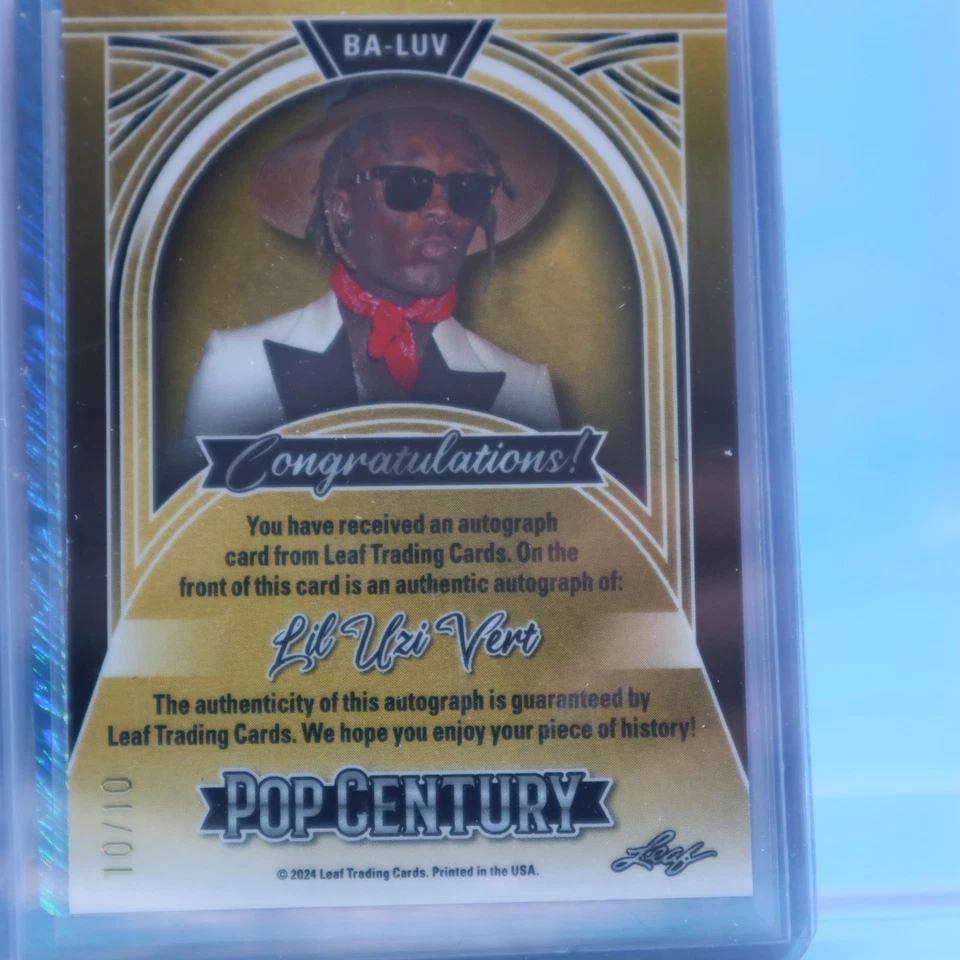 BA-LUV
Congratulations!
You have received an autograph
card from Leaf Trading Cards. On the
front of this card is an authentic autograph of:
Lil Uzi Vert
The authenticity of this autograph is guaranteed by
Leaf Trading Cards. We hope you enjoy your piece of history!
10/10
POP CENTURY
Leaf
© 2024 Leaf Trading Cards. Printed in the USA.